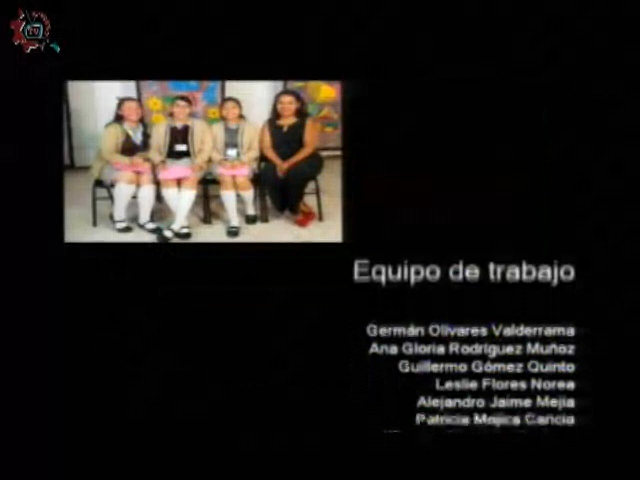 TV
Equipo de trabajo
Germán Olivares Valderrama
Ana Gloria Rodríguez Muñoz
Guillermo Gómez Quinto
Leslie Flores Norea
Alejandro Jaime Mejía
Patricia Mojica Cancia